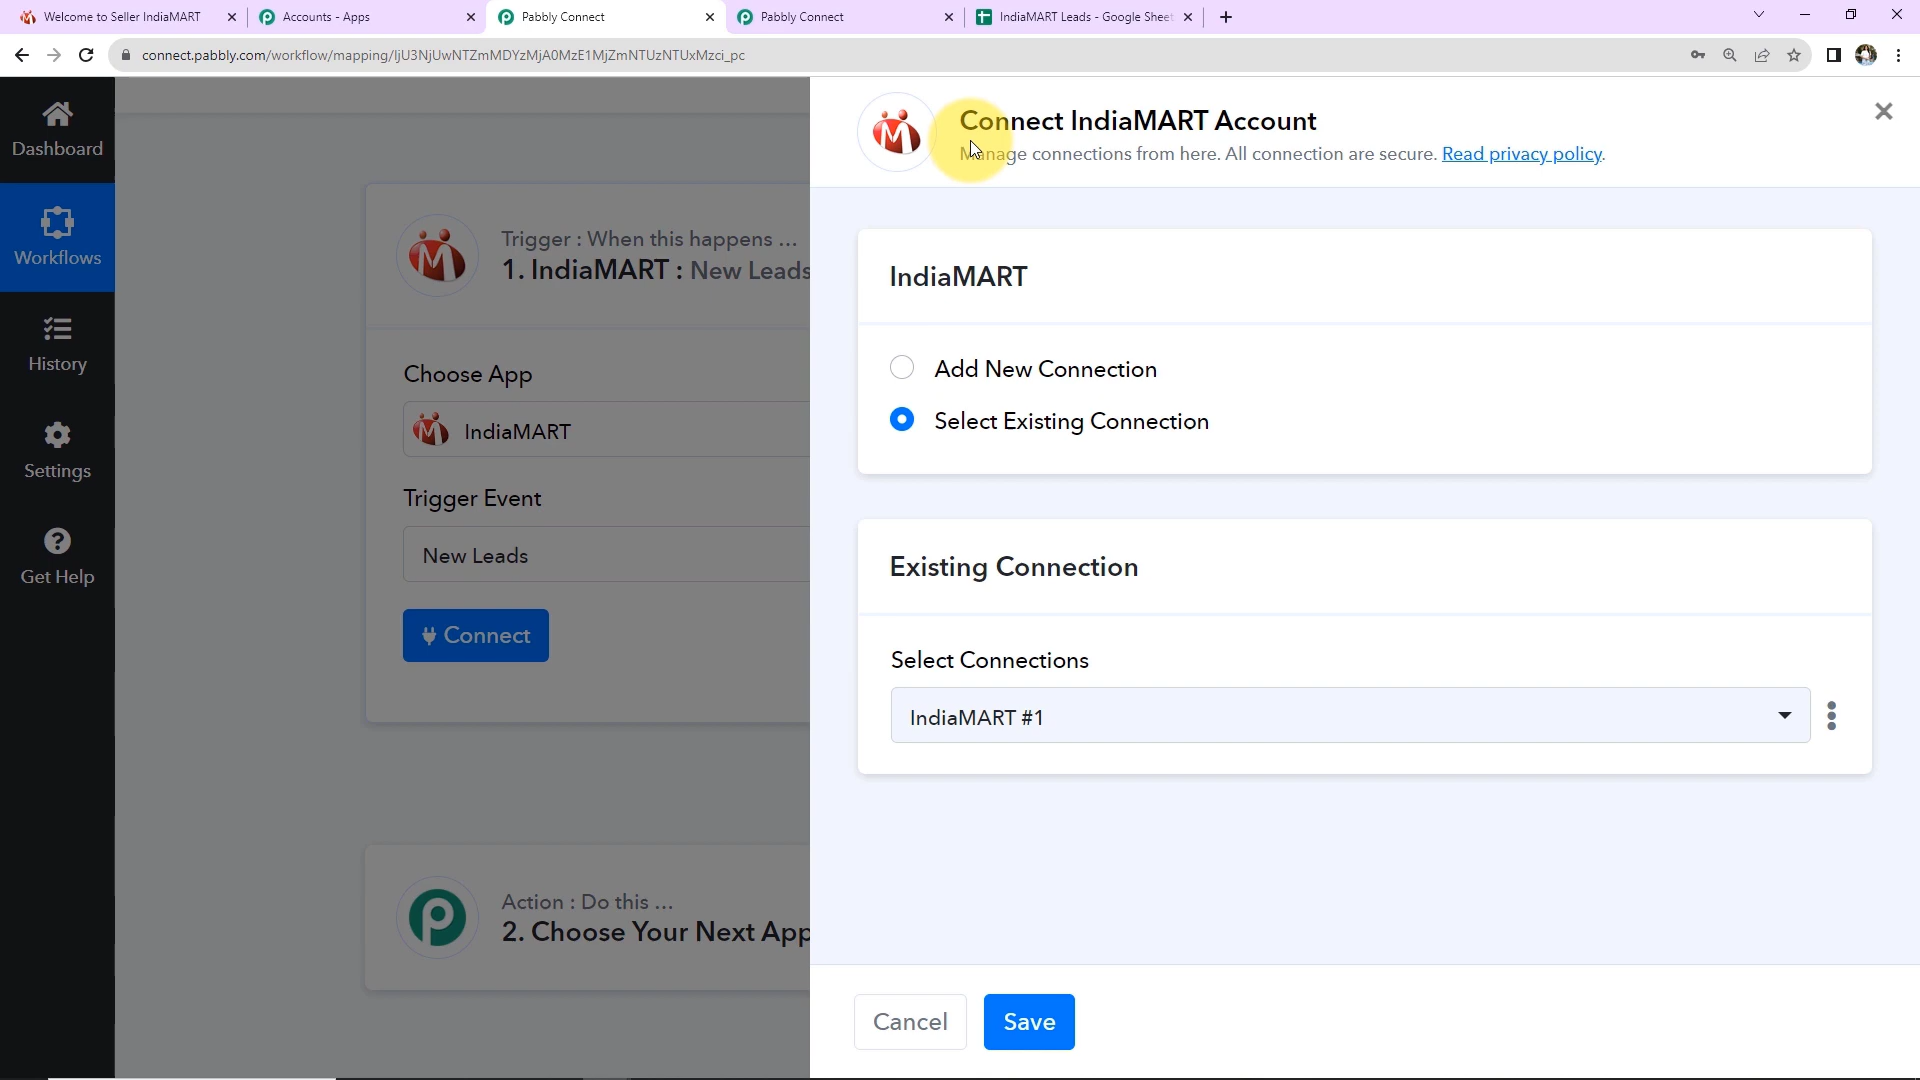 Welcome to Seller IndiaMART
Accounts - Apps
Pabbly Connect
Pabbly Connect
IndiaMART Leads - Google Sheet
connect.pabbly.com/workflow/mapping/IjU3NjUwNTZmMDYzMjA0MzE1MjZmNTUzNTUxMzci_pc
Dashboard
Workflows
History
Settings
Get Help
Trigger : When this happens ...
1. IndiaMART : New Leads
Choose App
IndiaMART
Trigger Event
New Leads
Connect
Action : Do this ...
2. Choose Your Next App
Connect IndiaMART Account
Manage connections from here. All connection are secure. Read privacy policy.
IndiaMART
Add New Connection
Select Existing Connection
Existing Connection
Select Connections
IndiaMART #1
Cancel
Save